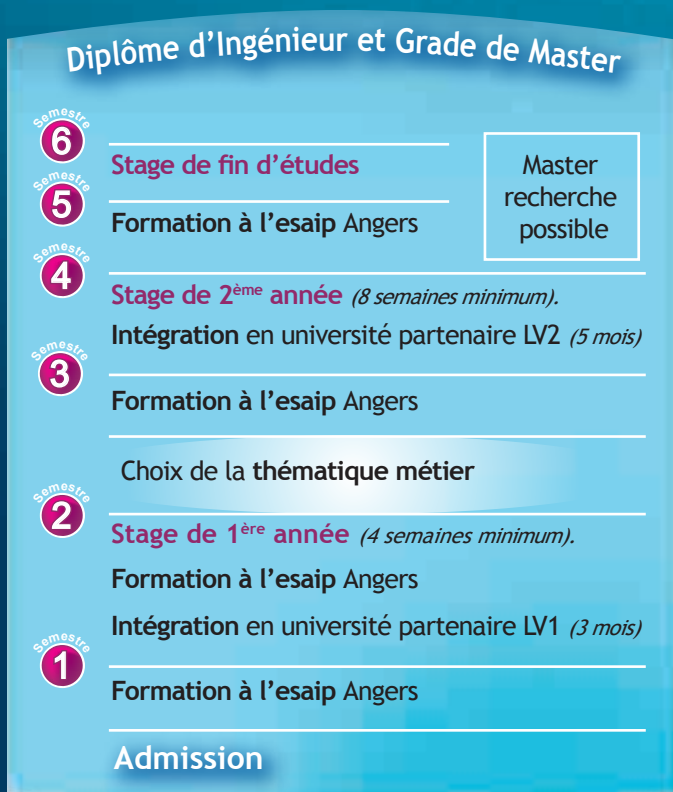 Diplôme d'Ingénieur et Grade de Master
Semestre
6
Stage de fin d'études
Master
recherche
possible
Semestre
5
Formation à l'esaip Angers
Semestre
4
Stage de 2ème année (8 semaines minimum).
Intégration en université partenaire LV2 (5 mois)
Semestre
3
Formation à l'esaip Angers
Choix de la thématique métier
Semestre
2
Stage de 1ère année (4 semaines minimum).
Formation à l'esaip Angers
Intégration en université partenaire LV1 (3 mois)
Semestre
1
Formation à l'esaip Angers
Admission